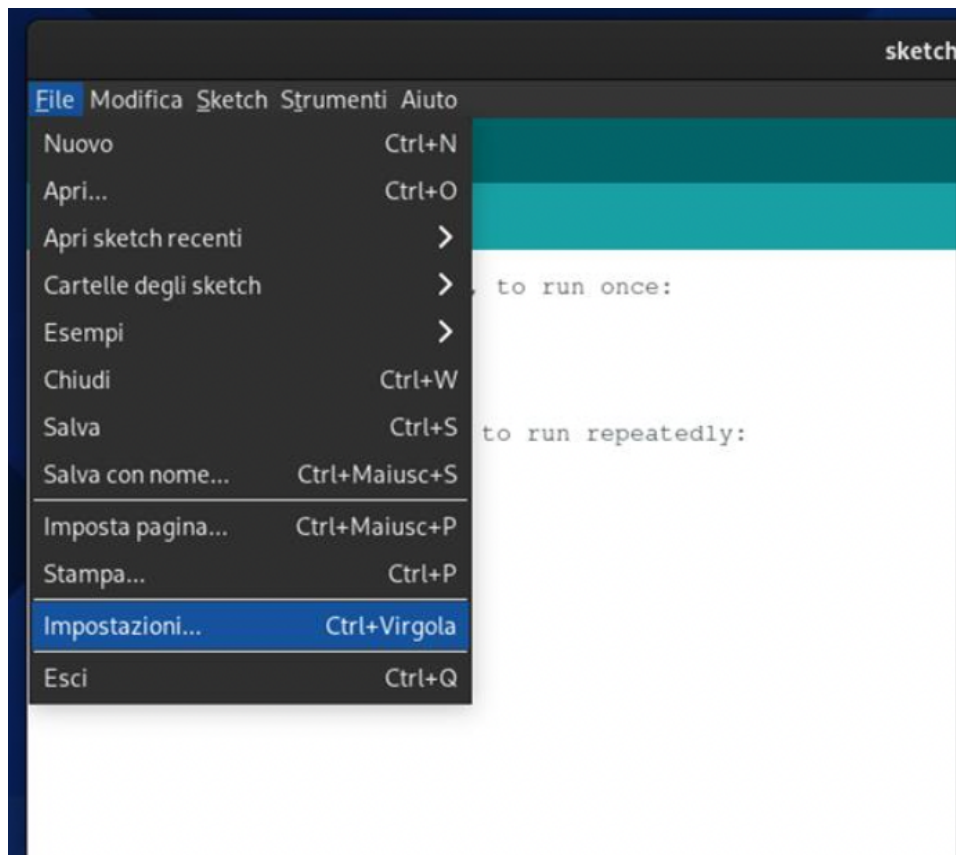 sketch
File Modifica Sketch Strumenti Aiuto
Nuovo Ctrl+N
Apri... Ctrl+O
Apri sketch recenti
Cartelle degli sketch
, to run once:
Esempi
Chiudi Ctrl+W
Salva Ctrl+S
to run repeatedly:
Salva con nome... Ctrl+Maiusc+S
Imposta pagina... Ctrl+Maiusc+P
Stampa... Ctrl+P
Impostazioni... Ctrl+Virgola
Esci Ctrl+Q